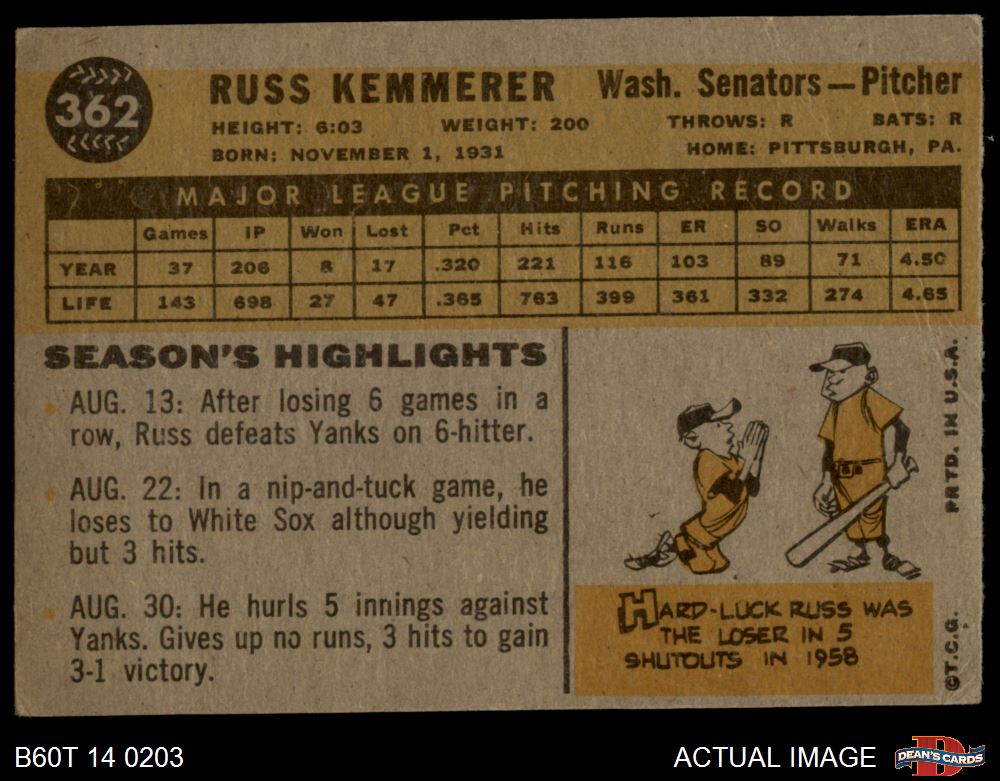 362
RUSS KEMMERER Wash. Senators—Pitcher
HEIGHT: 6:03 WEIGHT: 200 THROWS: R BATS: R
BORN: NOVEMBER 1, 1931 HOME: PITTSBURGH, PA.
MAJOR LEAGUE PITCHING RECORD
Games IP Won Lost Pct Hits Runs ER SO Walks ERA
YEAR 37 206 8 17 .320 221 116 103 89 71 4.50
LIFE 143 698 27 47 .365 763 399 361 332 274 4.65
SEASON'S HIGHLIGHTS
AUG. 13: After losing 6 games in a
row, Russ defeats Yanks on 6-hitter.
AUG. 22: In a nip-and-tuck game, he
loses to White Sox although yielding
but 3 hits.
AUG. 30: He hurls 5 innings against
Yanks. Gives up no runs, 3 hits to gain
3-1 victory.
HARD-LUCK RUSS WAS
THE LOSER IN 5
SHUTOUTS IN 1958
©T.C.G. PRTD. IN U.S.A.
B60T 14 0203 ACTUAL IMAGE
D
DEAN'S CARDS